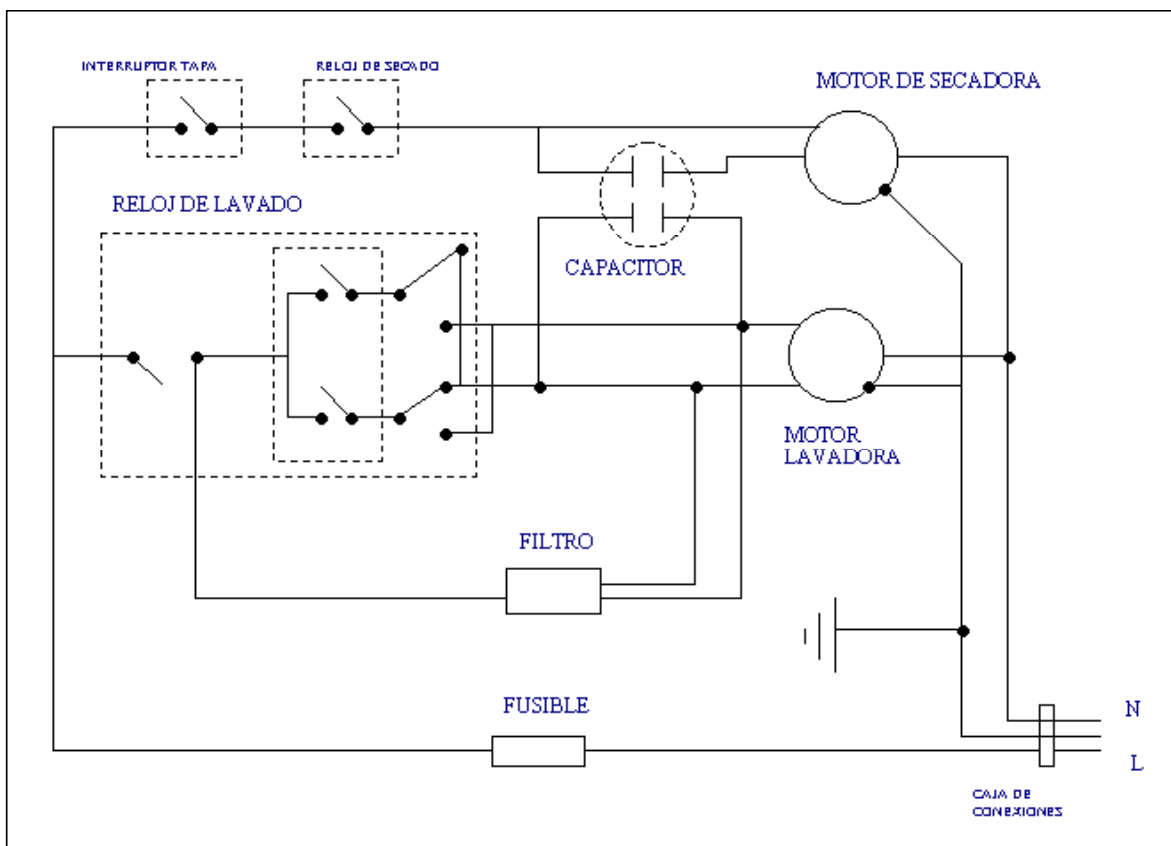 INTERRUPTOR TAPA
RELOJ DE SECADO
MOTOR DE SECADORA
RELOJ DE LAVADO
CAPACITOR
MOTOR
LAVADORA
FILTRO
FUSIBLE
N
L
CAJA DE
CONEXIONES